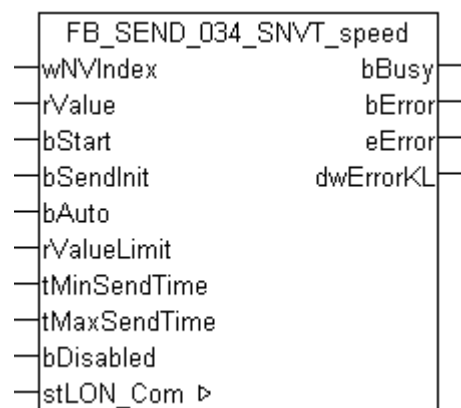 FB_SEND_034_SNVT_speed
wNVIndex bBusy
rValue bError
bStart eError
bSendInit dwErrorKL
bAuto
rValueLimit
tMinSendTime
tMaxSendTime
bDisabled
stLON_Com ▷